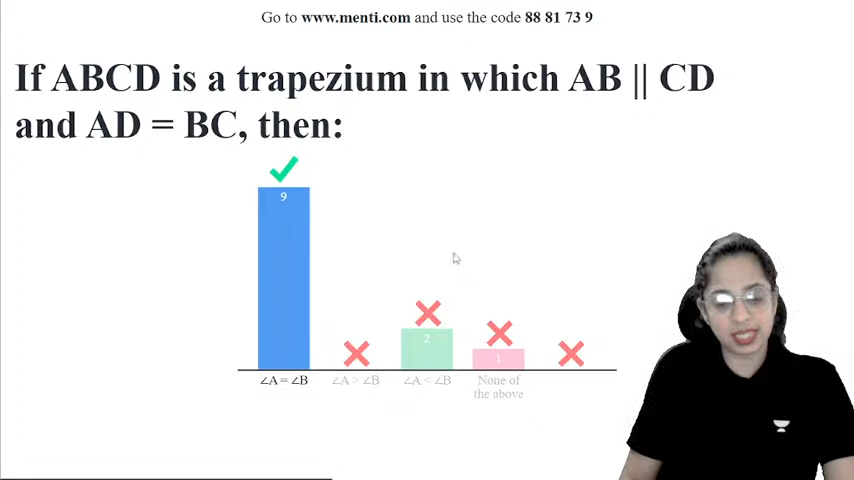 Go to www.menti.com and use the code 88 81 73 9
If ABCD is a trapezium in which AB || CD
and AD = BC, then:
9
2
1
∠A = ∠B
∠A > ∠B
∠A < ∠B
None of
the above